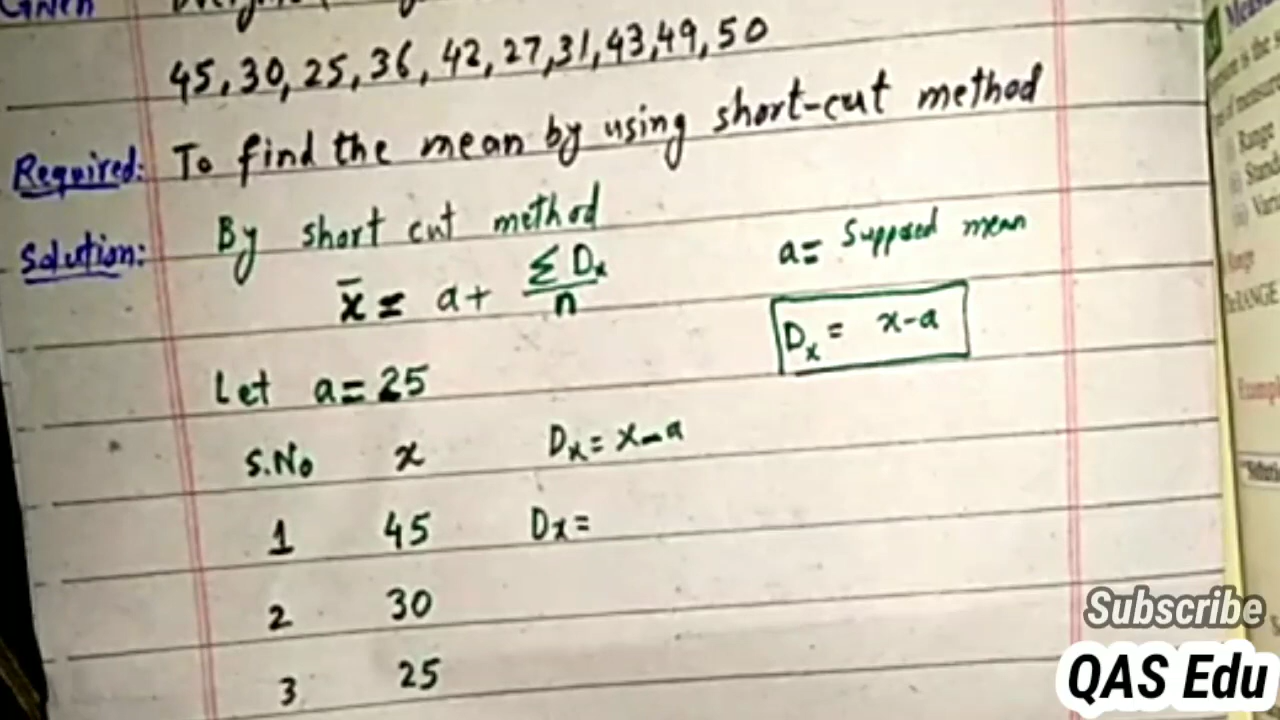 Given
45, 30, 25, 36, 42, 27, 31, 43, 49, 50
Required: To find the mean by using short-cut method
Solution: By short cut method
x̄ = a + ΣDx/n
a = Supposed mean
Dx = x-a
Let a = 25
S.No x Dx = x-a
1 45 Dx =
2 30
3 25
Range
Subscribe
QAS Edu